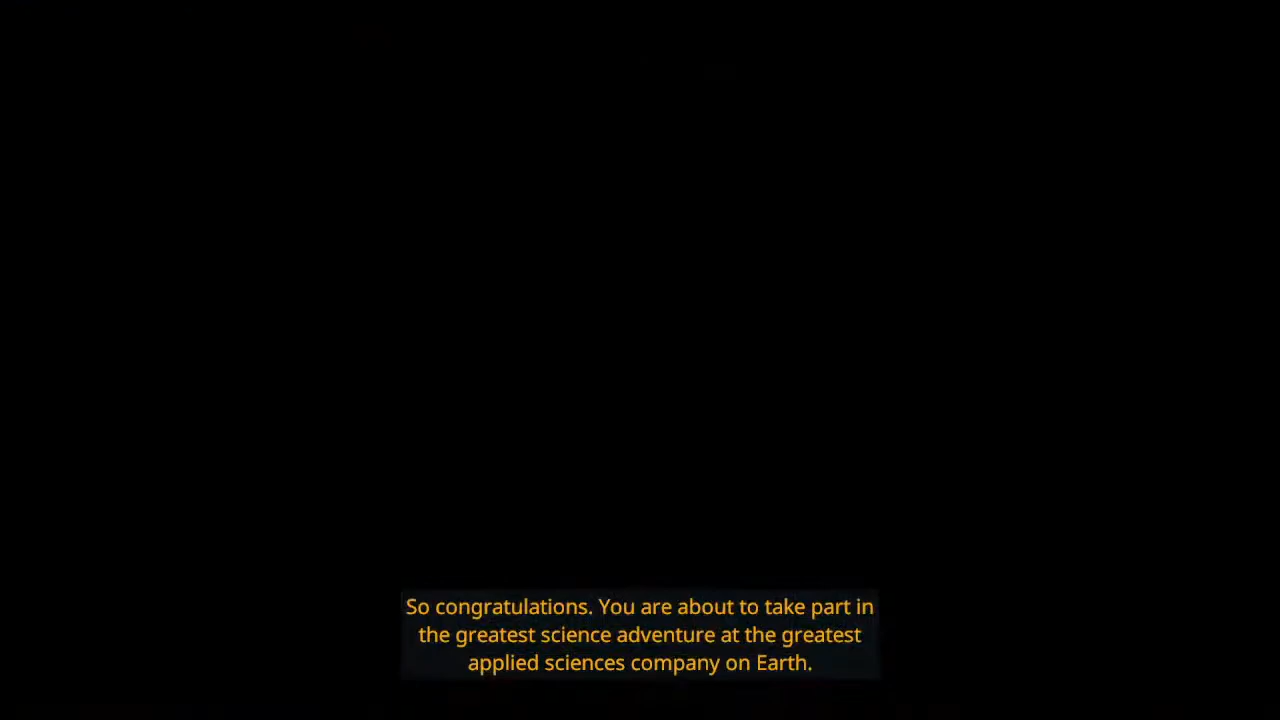 So congratulations. You are about to take part in
the greatest science adventure at the greatest
applied sciences company on Earth.